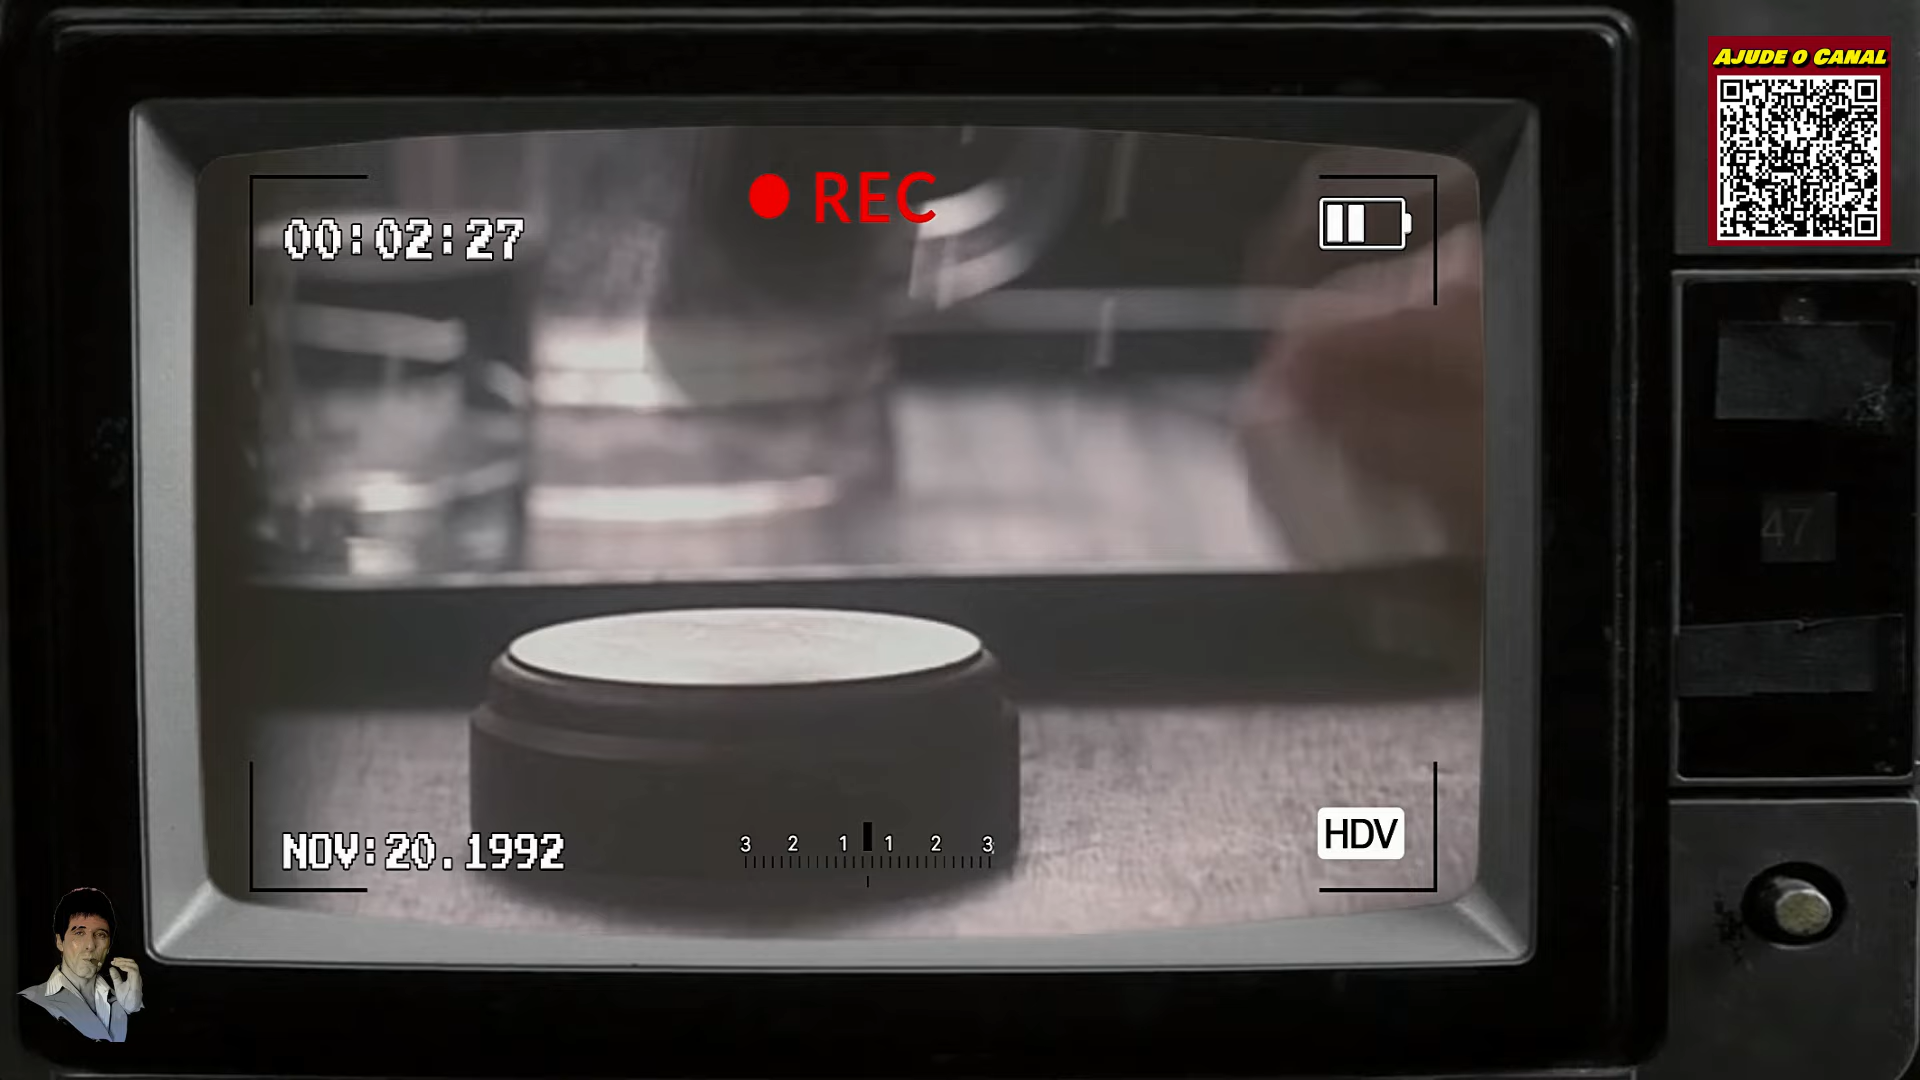 AJUDE O CANAL
REC
00:02:27
47
NOV:20.1992
3 2 1 1 2 3
HDV